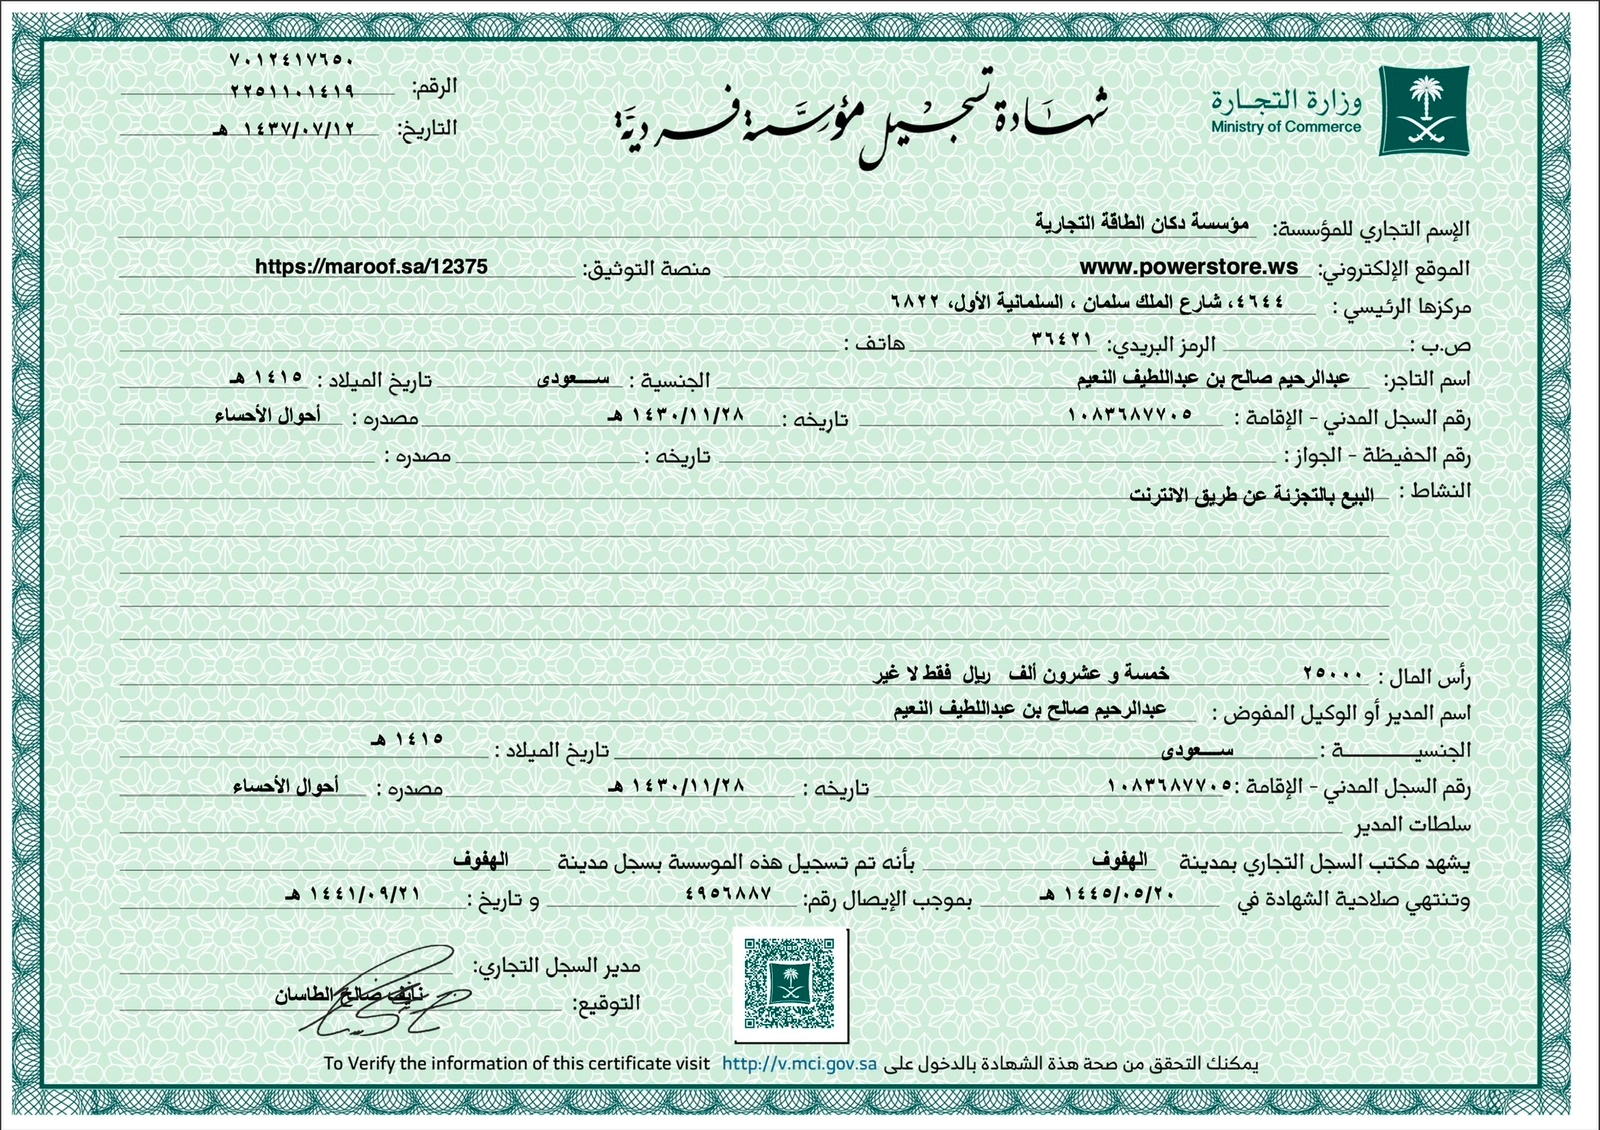 وزارة التجـارة
Ministry of Commerce
شهادة تسجيل مؤسسة فردية
٧٠١٢٤١٧٦٥٠
الرقم: ٢٢٥١١٠١٤١٩
التاريخ: ١٤٣٧/٠٧/١٢ هـ
الإسم التجاري للمؤسسة: مؤسسة دكان الطاقة التجارية
الموقع الإلكتروني: www.powerstore.ws منصة التوثيق: https://maroof.sa/12375
مركزها الرئيسي : ٤٦٤٤، شارع الملك سلمان ، السلمانية الأول، ٦٨٢٢
ص.ب : الرمز البريدي: ٣٦٤٢١ هاتف :
اسم التاجر: عبدالرحيم صالح بن عبداللطيف النعيم الجنسية : ســـعودى تاريخ الميلاد : ١٤١٥ هـ
رقم السجل المدني - الإقامة : ١٠٨٣٦٨٧٧٠٥ تاريخه : ١٤٣٠/١١/٢٨ هـ مصدره : أحوال الأحساء
رقم الحفيظة - الجواز : تاريخه : مصدره :
النشاط : البيع بالتجزئة عن طريق الانترنت
رأس المال : ٢٥٠٠٠ خمسة و عشرون ألف ريال فقط لا غير
اسم المدير أو الوكيل المفوض : عبدالرحيم صالح بن عبداللطيف النعيم
الجنسيــــــــــة : ســـعودى تاريخ الميلاد : ١٤١٥ هـ
رقم السجل المدني - الإقامة : ١٠٨٣٦٨٧٧٠٥ تاريخه : ١٤٣٠/١١/٢٨ هـ مصدره : أحوال الأحساء
سلطات المدير
يشهد مكتب السجل التجاري بمدينة الهفوف بأنه تم تسجيل هذه الموسسة بسجل مدينة الهفوف
وتنتهي صلاحية الشهادة في ١٤٤٥/٠٥/٢٠ هـ بموجب الإيصال رقم: ٤٩٥٦٨٨٧ و تاريخ : ١٤٤١/٠٩/٢١ هـ
مدير السجل التجاري:
التوقيع: نايف صالح الطاسان
يمكنك التحقق من صحة هذة الشهادة بالدخول على http://v.mci.gov.sa To Verify the information of this certificate visit